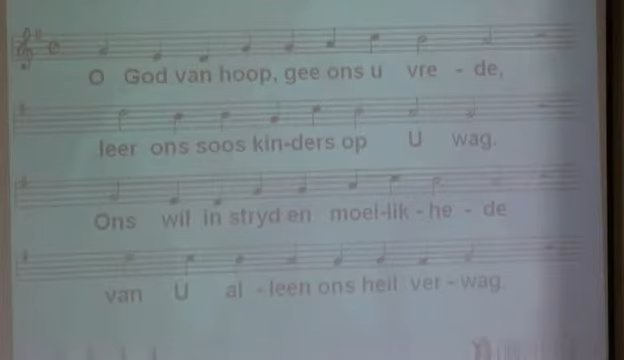 O God van hoop, gee ons u vre - de,
leer ons soos kin-ders op U wag.
Ons wil in stryd en moei-lik - he - de
van U al - leen ons heil ver - wag.